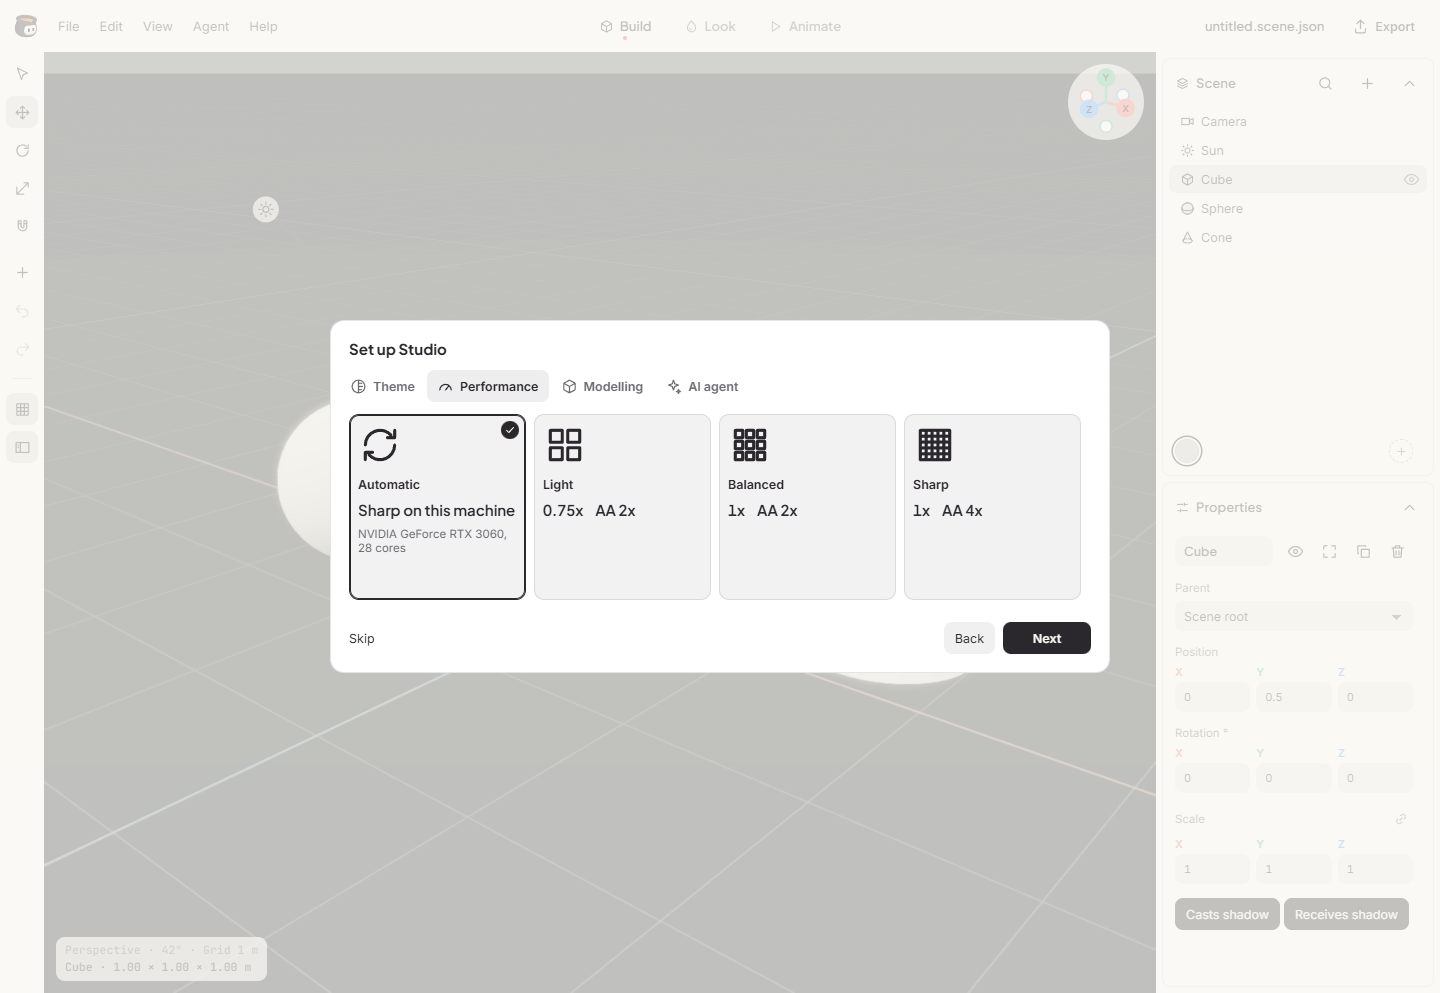 File Edit View Agent Help
Build Look Animate
untitled.scene.json Export
Y
Z X
Scene
Camera
Sun
Cube
Sphere
Cone
Set up Studio
Theme Performance Modelling AI agent
Automatic
Sharp on this machine
NVIDIA GeForce RTX 3060,
28 cores
Light
0.75x AA 2x
Balanced
1x AA 2x
Sharp
1x AA 4x
Skip
Back Next
Properties
Cube
Parent
Scene root
Position
X Y Z
0 0.5 0
Rotation °
X Y Z
0 0 0
Scale
X Y Z
1 1 1
Casts shadow Receives shadow
Perspective · 42° · Grid 1 m
Cube · 1.00 × 1.00 × 1.00 m